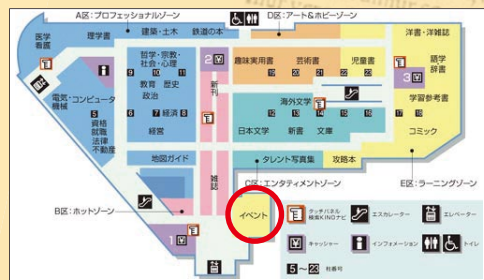 A区：プロフェッショナルゾーン
D区：アート&ホビーゾーン
医学
看護
理学書
建築・土木
鉄道の本
洋書・洋雑誌
哲学・宗教・
社会・心理
9
10
11
2
新刊
趣味実用書
芸術書
児童書
19
20
21
22
23
語学
辞書
3
電気・コンピュータ
機械
5
資格
就職
法律
不動産
教育 歴史
政治
6
7
経済
8
経営
海外文学
12
13
14
15
16
17
18
日本文学
新書
文庫
学習参考書
コミック
地図ガイド
雑誌
タレント写真集
攻略本
C区：エンタテイメントゾーン
E区：ラーニングゾーン
B区：ホットゾーン
1
イベント
タッチパネル
検索KINOナビ
エスカレーター
エレベーター
キャッシャー
インフォメーション
トイレ
5～23
柱番号